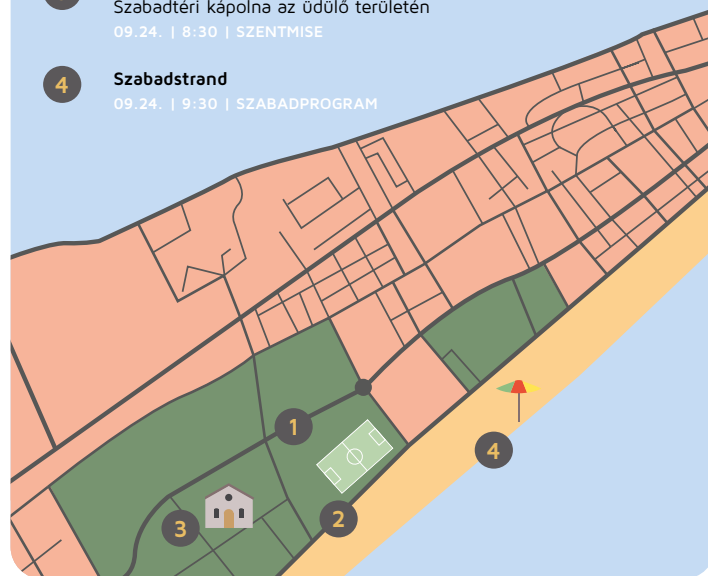 Szabadtéri kápolna az üdülő területén
09.24. | 8:30 | SZENTMISE
4
Szabadstrand
09.24. | 9:30 | SZABADPROGRAM
1
4
2
3